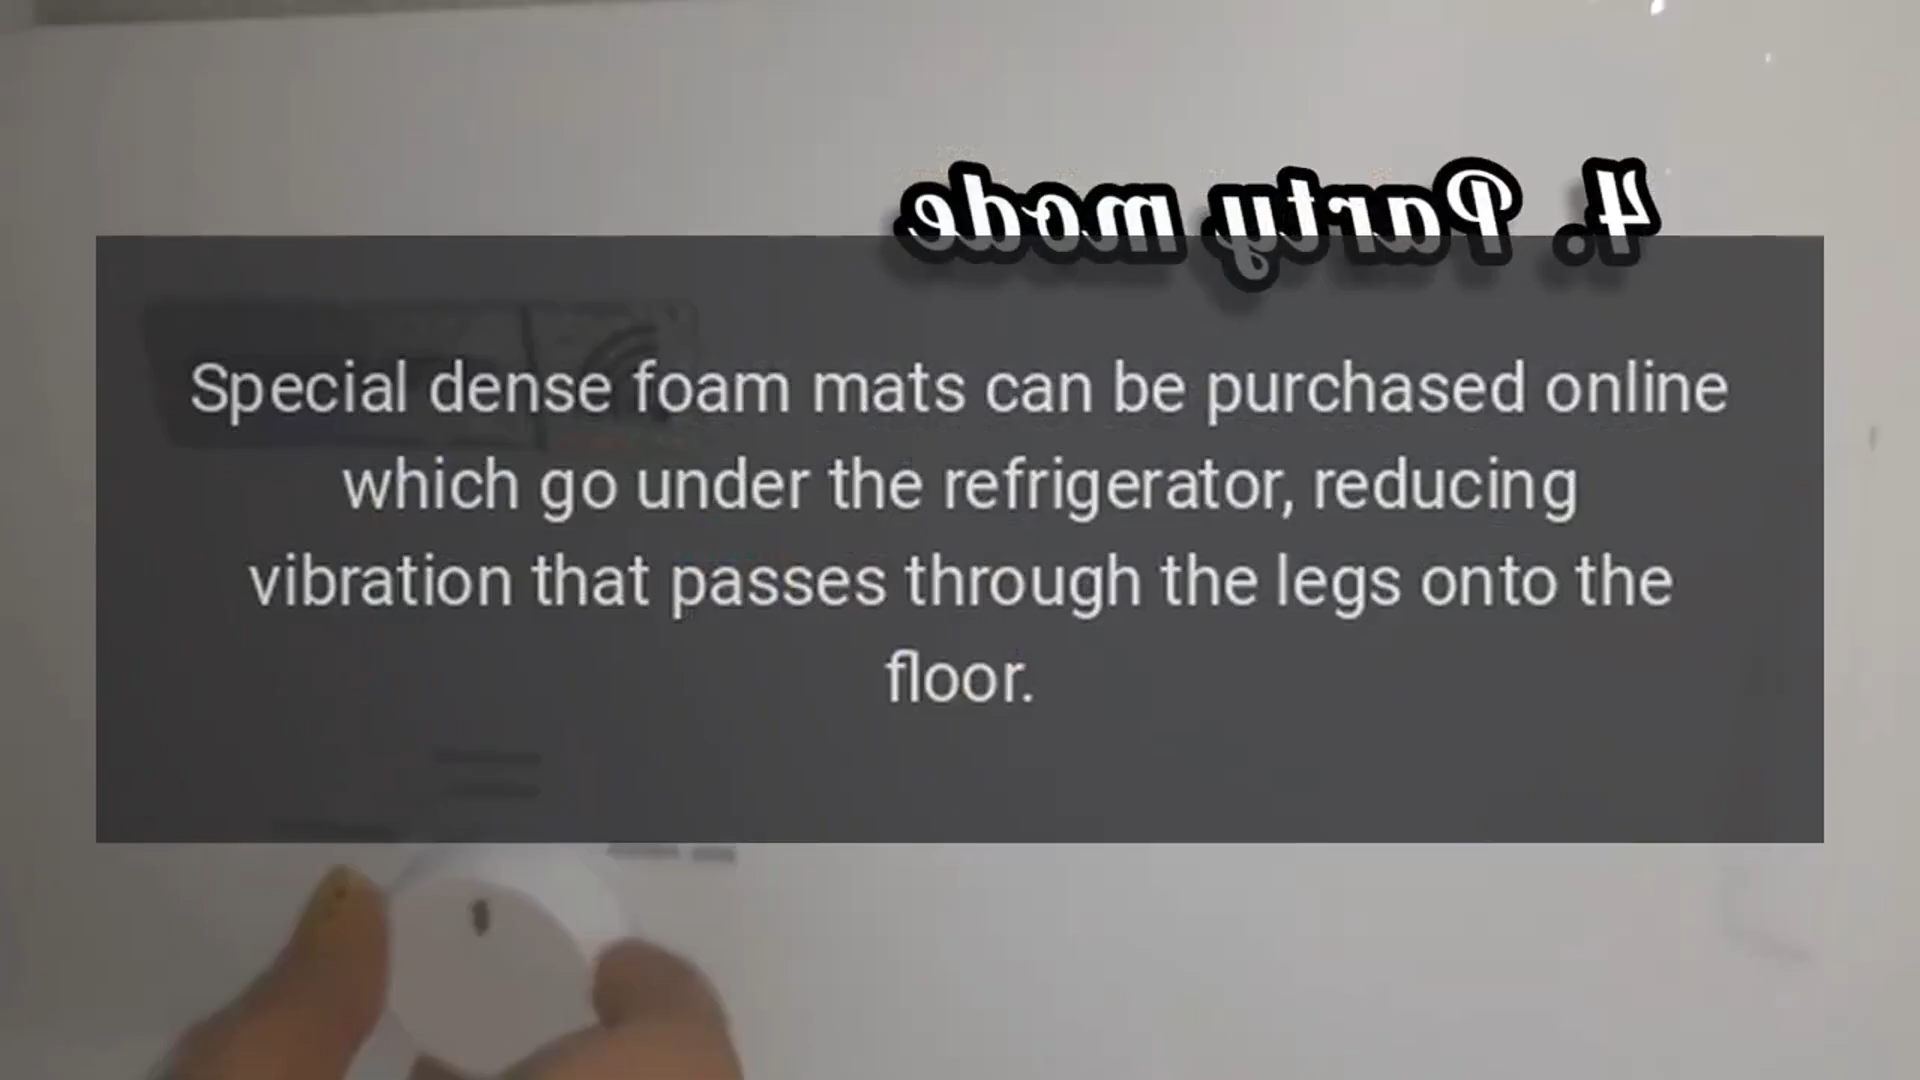 4. Party mode
Special dense foam mats can be purchased online
which go under the refrigerator, reducing
vibration that passes through the legs onto the
floor.